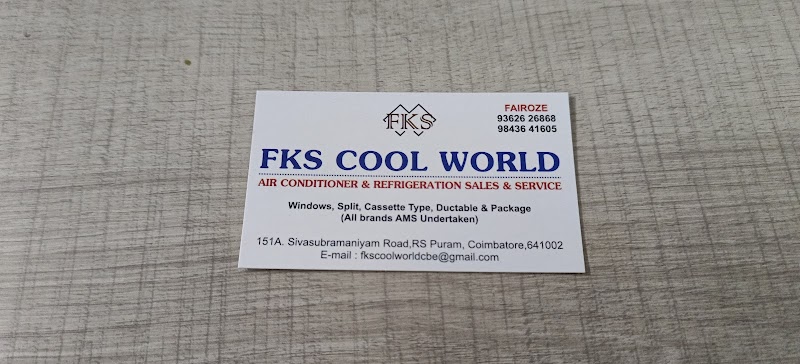 FKS
FAIROZE
93626 26868
98436 41605
FKS COOL WORLD
AIR CONDITIONER & REFRIGERATION SALES & SERVICE
Windows, Split, Cassette Type, Ductable & Package
(All brands AMS Undertaken)
151A. Sivasubramaniyam Road,RS Puram, Coimbatore,641002
E-mail : fkscoolworldcbe@gmail.com